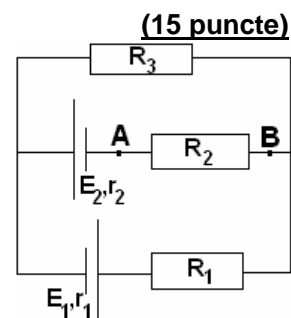 (15 puncte)
R₃
A B
R₂
E₂,r₂
R₁
E₁,r₁